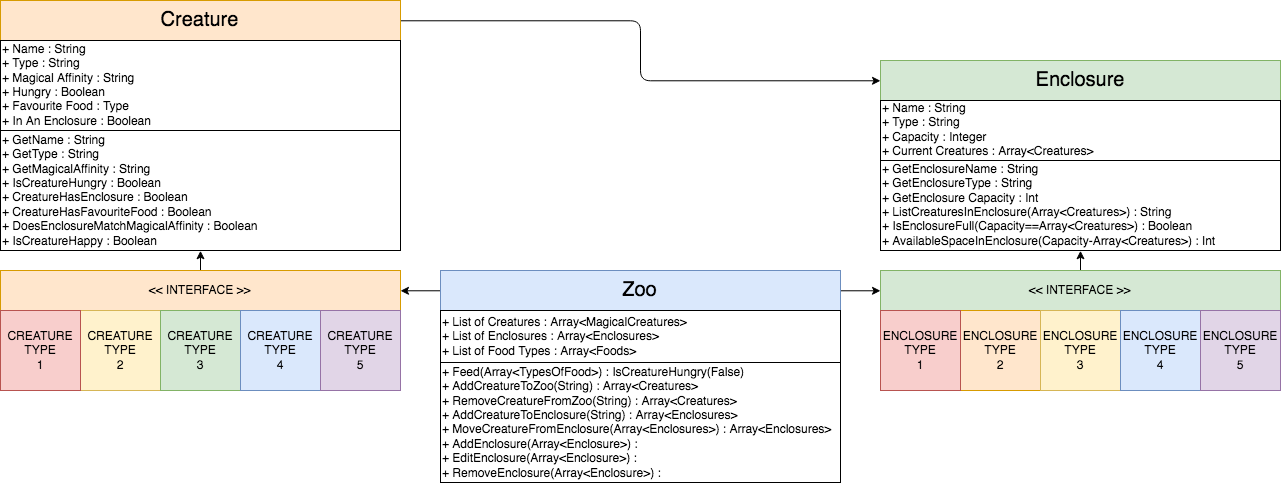 Creature
+ Name : String
+ Type : String
+ Magical Affinity : String
+ Hungry : Boolean
+ Favourite Food : Type
+ In An Enclosure : Boolean
+ GetName : String
+ GetType : String
+ GetMagicalAffinity : String
+ IsCreatureHungry : Boolean
+ CreatureHasEnclosure : Boolean
+ CreatureHasFavouriteFood : Boolean
+ DoesEnclosureMatchMagicalAffinity : Boolean
+ IsCreatureHappy : Boolean
Enclosure
+ Name : String
+ Type : String
+ Capacity : Integer
+ Current Creatures : Array<Creatures>
+ GetEnclosureName : String
+ GetEnclosureType : String
+ GetEnclosure Capacity : Int
+ ListCreaturesInEnclosure(Array<Creatures>) : String
+ IsEnclosureFull(Capacity==Array<Creatures>) : Boolean
+ AvailableSpaceInEnclosure(Capacity-Array<Creatures>) : Int
<< INTERFACE >>
CREATURE
TYPE
1
CREATURE
TYPE
2
CREATURE
TYPE
3
CREATURE
TYPE
4
CREATURE
TYPE
5
Zoo
+ List of Creatures : Array<MagicalCreatures>
+ List of Enclosures : Array<Enclosures>
+ List of Food Types : Array<Foods>
+ Feed(Array<TypesOfFood>) : IsCreatureHungry(False)
+ AddCreatureToZoo(String) : Array<Creatures>
+ RemoveCreatureFromZoo(String) : Array<Creatures>
+ AddCreatureToEnclosure(String) : Array<Enclosures>
+ MoveCreatureFromEnclosure(Array<Enclosures>) : Array<Enclosures>
+ AddEnclosure(Array<Enclosure>) :
+ EditEnclosure(Array<Enclosure>) :
+ RemoveEnclosure(Array<Enclosure>) :
<< INTERFACE >>
ENCLOSURE
TYPE
1
ENCLOSURE
TYPE
2
ENCLOSURE
TYPE
3
ENCLOSURE
TYPE
4
ENCLOSURE
TYPE
5